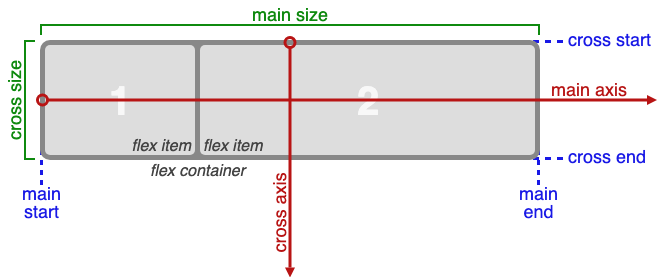 main size
cross start
cross size
1
2
main axis
flex item
flex item
flex container
cross end
cross axis
main
start
main
end